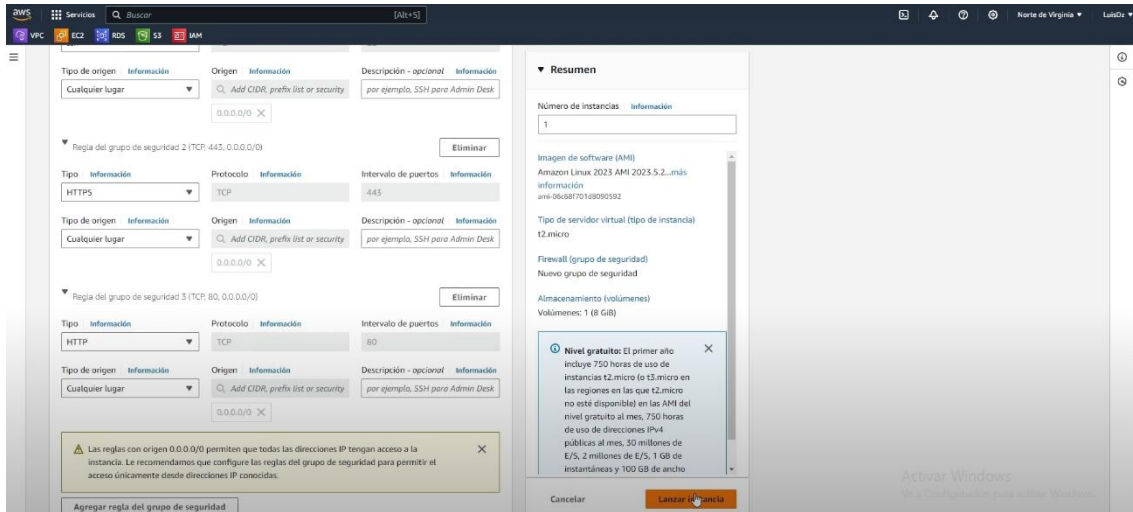 aws
Servicios
Buscar
[Alt+S]
Norte de Virginia
LuisDz
VPC
EC2
RDS
S3
IAM
Tipo de origen Información
Origen Información
Descripción - opcional Información
Cualquier lugar
Add CIDR, prefix list or security
por ejemplo, SSH para Admin Desk
0.0.0.0/0
Regla del grupo de seguridad 2 (TCP, 443, 0.0.0.0/0)
Eliminar
Tipo Información
Protocolo Información
Intervalo de puertos Información
HTTPS
TCP
443
Tipo de origen Información
Origen Información
Descripción - opcional Información
Cualquier lugar
Add CIDR, prefix list or security
por ejemplo, SSH para Admin Desk
0.0.0.0/0
Regla del grupo de seguridad 3 (TCP, 80, 0.0.0.0/0)
Eliminar
Tipo Información
Protocolo Información
Intervalo de puertos Información
HTTP
TCP
80
Tipo de origen Información
Origen Información
Descripción - opcional Información
Cualquier lugar
Add CIDR, prefix list or security
por ejemplo, SSH para Admin Desk
0.0.0.0/0
Las reglas con origen 0.0.0.0/0 permiten que todas las direcciones IP tengan acceso a la
instancia. Le recomendamos que configure las reglas del grupo de seguridad para permitir el
acceso únicamente desde direcciones IP conocidas.
Agregar regla del grupo de seguridad
Resumen
Número de instancias Información
1
Imagen de software (AMI)
Amazon Linux 2023 AMI 2023.5.2...más
información
ami-06c68f701d8090592
Tipo de servidor virtual (tipo de instancia)
t2.micro
Firewall (grupo de seguridad)
Nuevo grupo de seguridad
Almacenamiento (volúmenes)
Volúmenes: 1 (8 GiB)
Nivel gratuito: El primer año
incluye 750 horas de uso de
instancias t2.micro (o t3.micro en
las regiones en las que t2.micro
no esté disponible) en las AMI del
nivel gratuito al mes, 750 horas
de uso de direcciones IPv4
públicas al mes, 30 millones de
E/S, 2 millones de E/S, 1 GB de
instantáneas y 100 GB de ancho
Cancelar
Lanzar instancia
Activar Windows
Ve a Configuración para activar Windows.